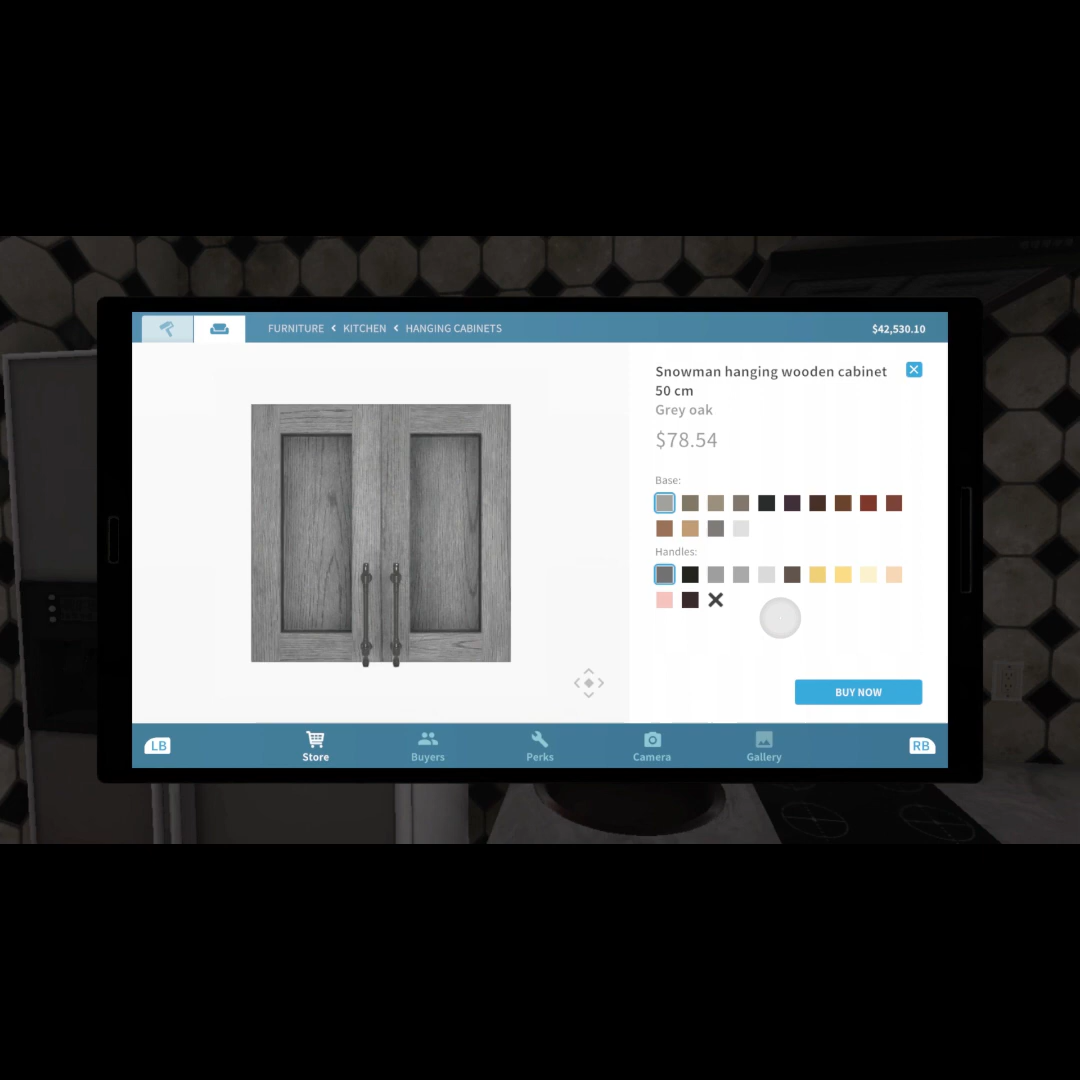 FURNITURE < KITCHEN < HANGING CABINETS
$42,530.10
Snowman hanging wooden cabinet
50 cm
Grey oak
$78.54
Base:
Handles:
BUY NOW
LB
Store
Buyers
Perks
Camera
Gallery
RB